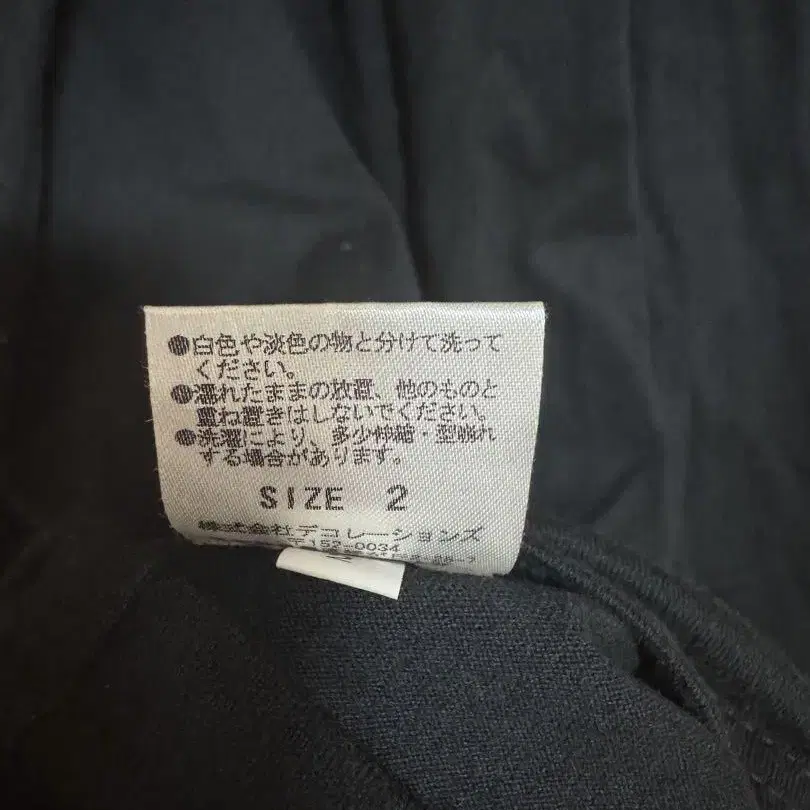 ●白色や淡色の物と分けて洗って
ください。
●濡れたままの放置、他のものと
重ね置きはしないでください。
●洗濯により、多少伸縮・型崩れ
する場合があります。
SIZE 2
株式会社デコレーションズ
〒152-0034